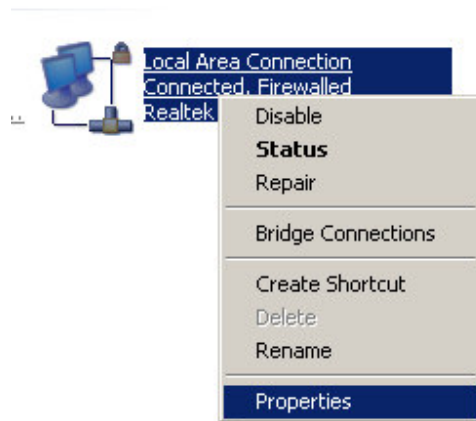 Local Area Connection
Connected, Firewalled
Realtek
Disable
Status
Repair
Bridge Connections
Create Shortcut
Delete
Rename
Properties